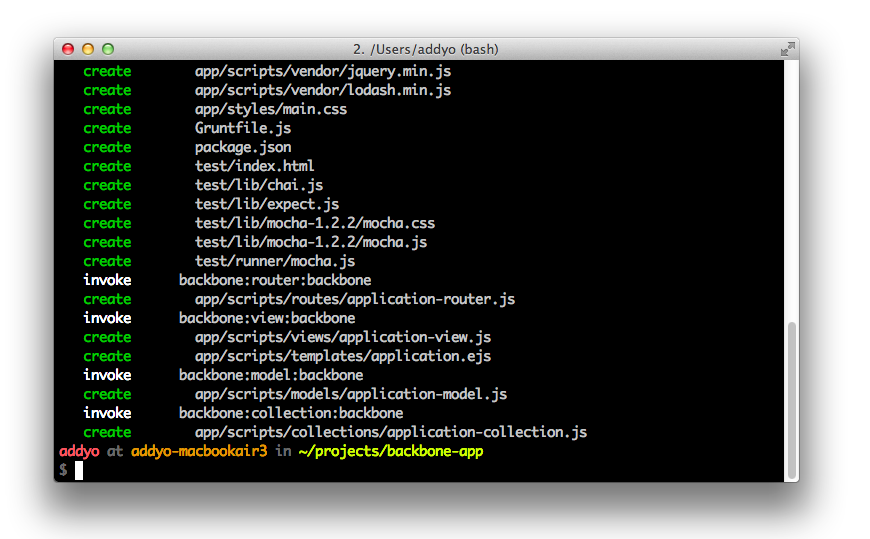 2. /Users/addyo (bash)
create app/scripts/vendor/jquery.min.js
create app/scripts/vendor/lodash.min.js
create app/styles/main.css
create Gruntfile.js
create package.json
create test/index.html
create test/lib/chai.js
create test/lib/expect.js
create test/lib/mocha-1.2.2/mocha.css
create test/lib/mocha-1.2.2/mocha.js
create test/runner/mocha.js
invoke backbone:router:backbone
create app/scripts/routes/application-router.js
invoke backbone:view:backbone
create app/scripts/views/application-view.js
create app/scripts/templates/application.ejs
invoke backbone:model:backbone
create app/scripts/models/application-model.js
invoke backbone:collection:backbone
create app/scripts/collections/application-collection.js
addyo at addyo-macbookair3 in ~/projects/backbone-app
$